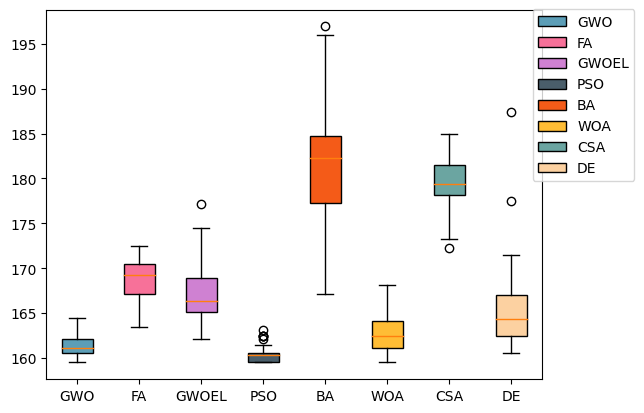 195
190
185
180
175
170
165
160
GWO FA GWOEL PSO BA WOA CSA DE
GWO
FA
GWOEL
PSO
BA
WOA
CSA
DE